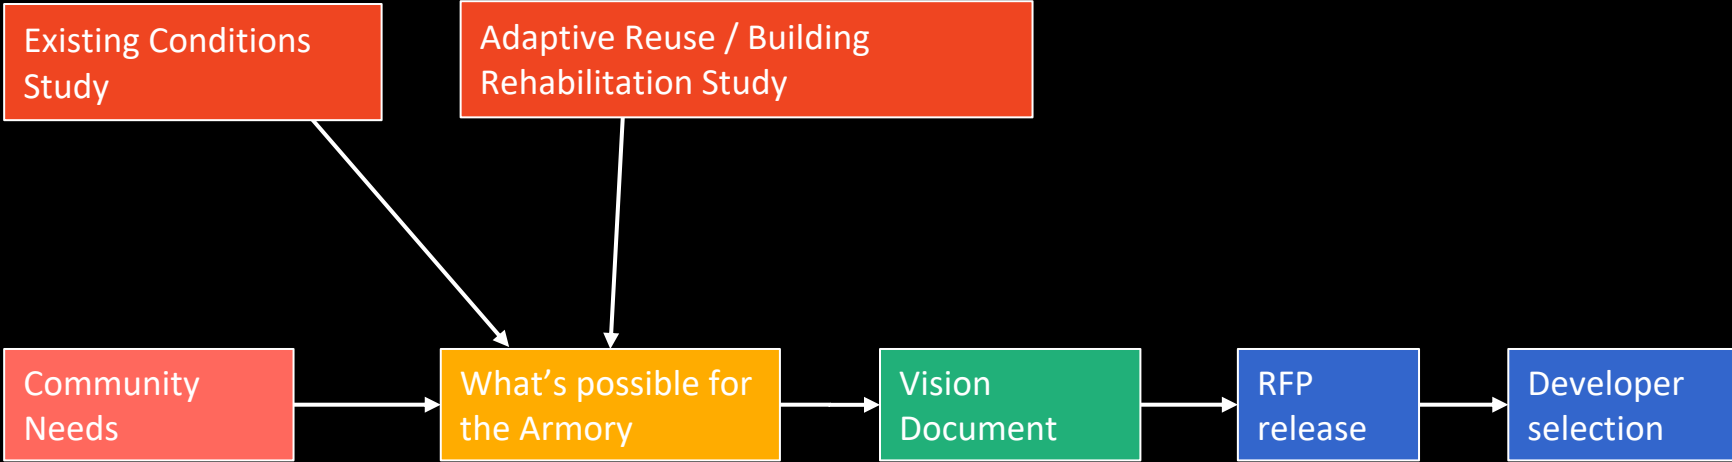 Existing Conditions
Study
Adaptive Reuse / Building
Rehabilitation Study
Community
Needs
What’s possible for
the Armory
Vision
Document
RFP
release
Developer
selection